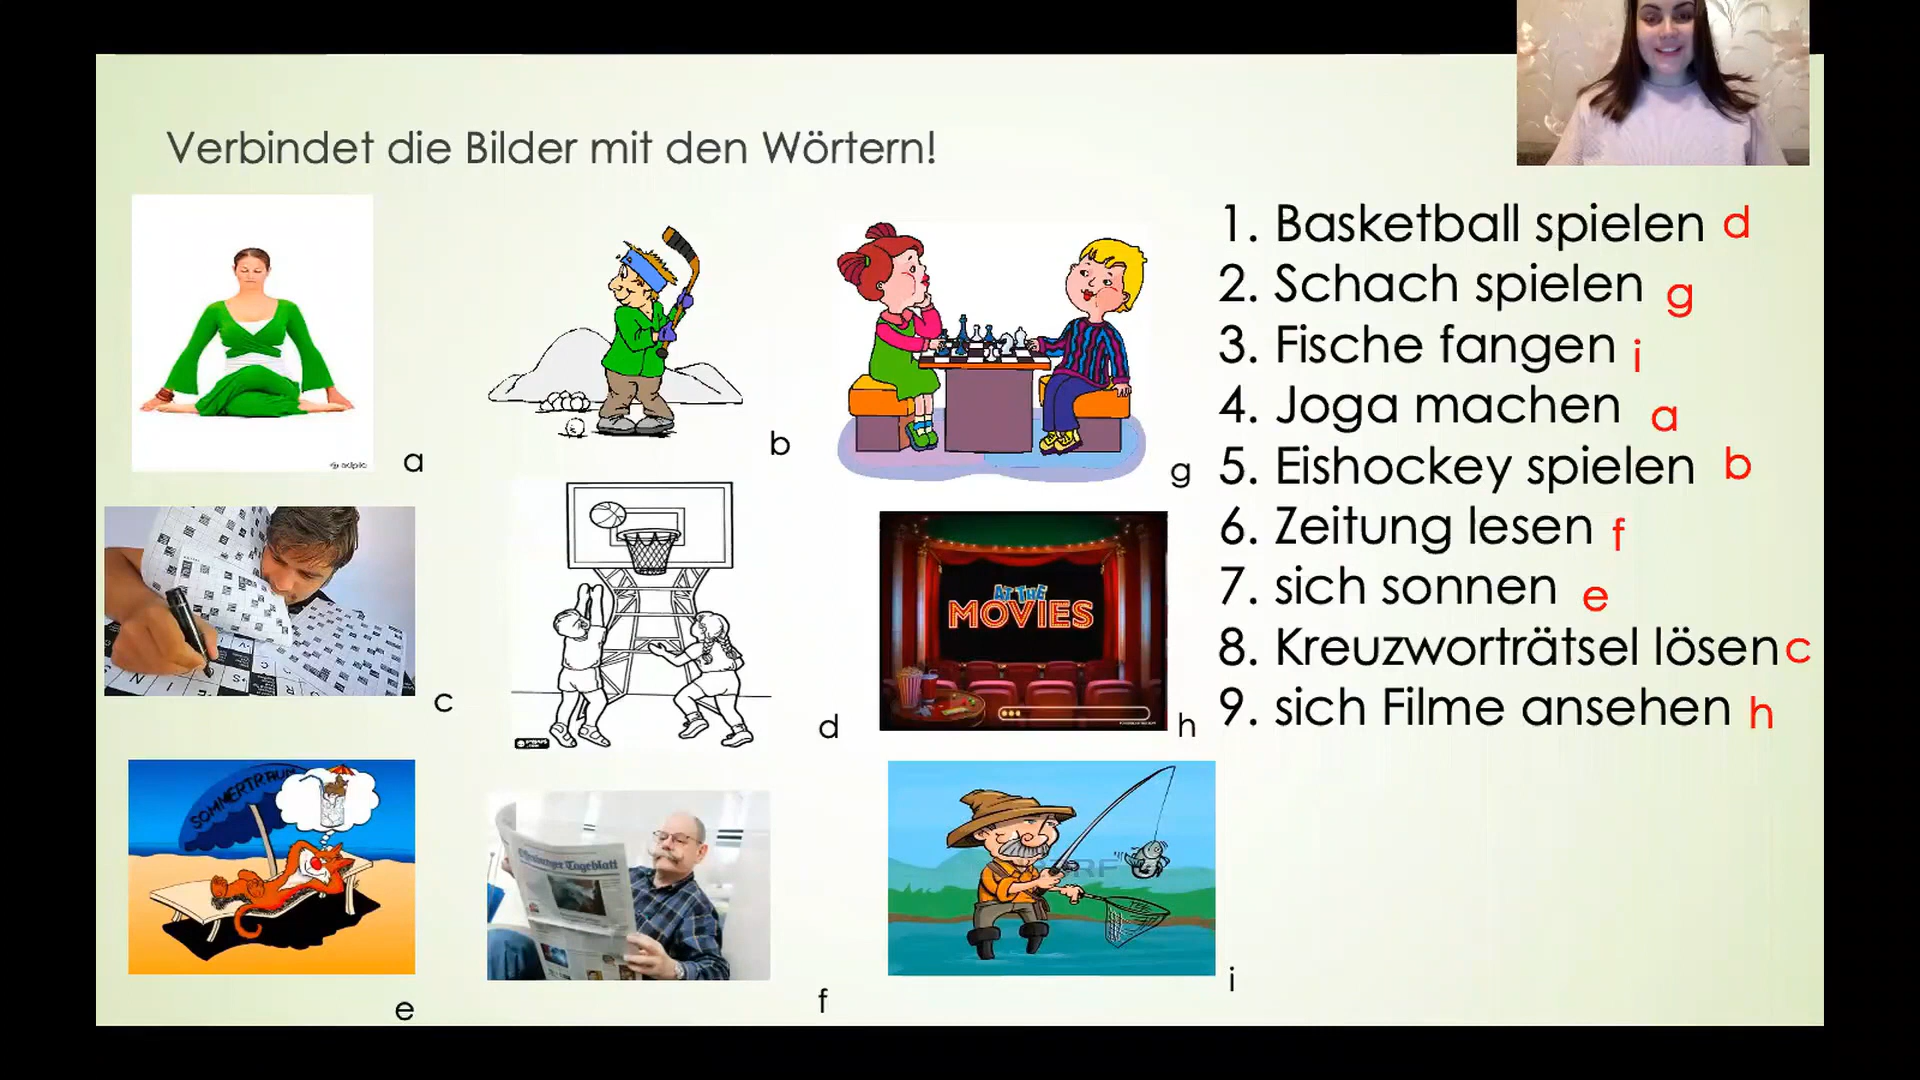 Verbindet die Bilder mit den Wörtern!
a
b
g
c
d
AT THE
MOVIES
h
SOMMERTRAUM
e
Tageblatt
f
i
1. Basketball spielen d
2. Schach spielen g
3. Fische fangen i
4. Joga machen a
5. Eishockey spielen b
6. Zeitung lesen f
7. sich sonnen e
8. Kreuzworträtsel lösen c
9. sich Filme ansehen h